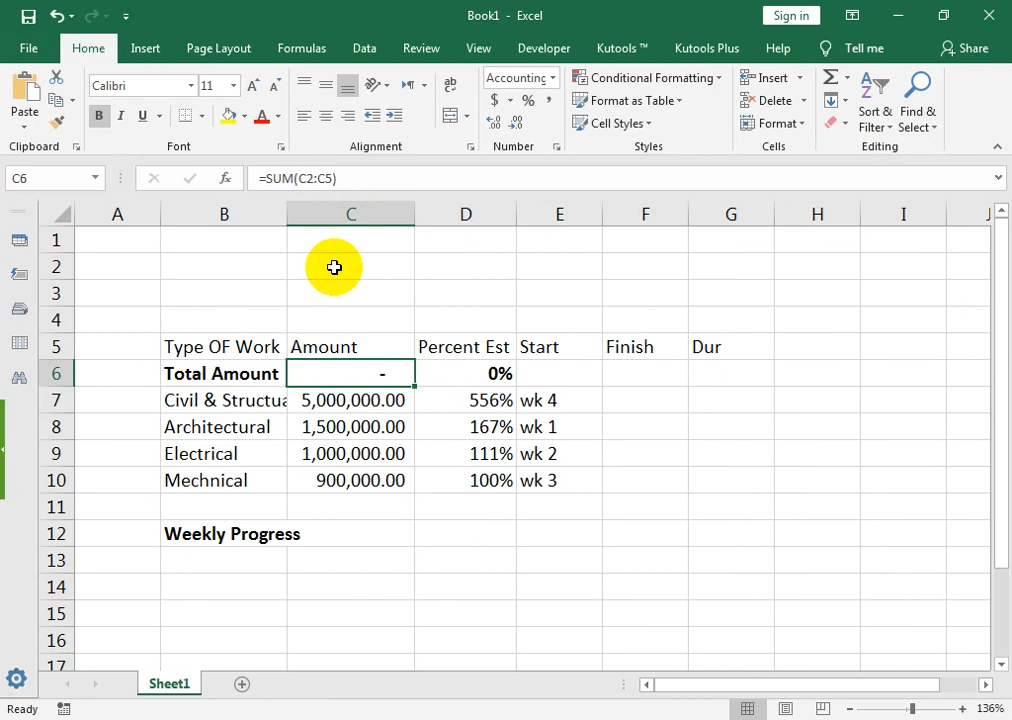 Book1 - Excel
Sign in
File Home Insert Page Layout Formulas Data Review View Developer Kutools ™ Kutools Plus Help Tell me Share
Paste
Calibri 11
B I U
A A
ab
Accounting
$ % ,
Conditional Formatting
Format as Table
Cell Styles
Insert
Delete
Format
Sort & Filter
Find & Select
Clipboard Font Alignment Number Styles Cells Editing
C6 fx =SUM(C2:C5)
A B C D E F G H I J
1
2
3
4
5 Type OF Work Amount Percent Est Start Finish Dur
6 Total Amount - 0%
7 Civil & Structua 5,000,000.00 556% wk 4
8 Architectural 1,500,000.00 167% wk 1
9 Electrical 1,000,000.00 111% wk 2
10 Mechnical 900,000.00 100% wk 3
11
12 Weekly Progress
13
14
15
16
17
Sheet1
Ready 136%